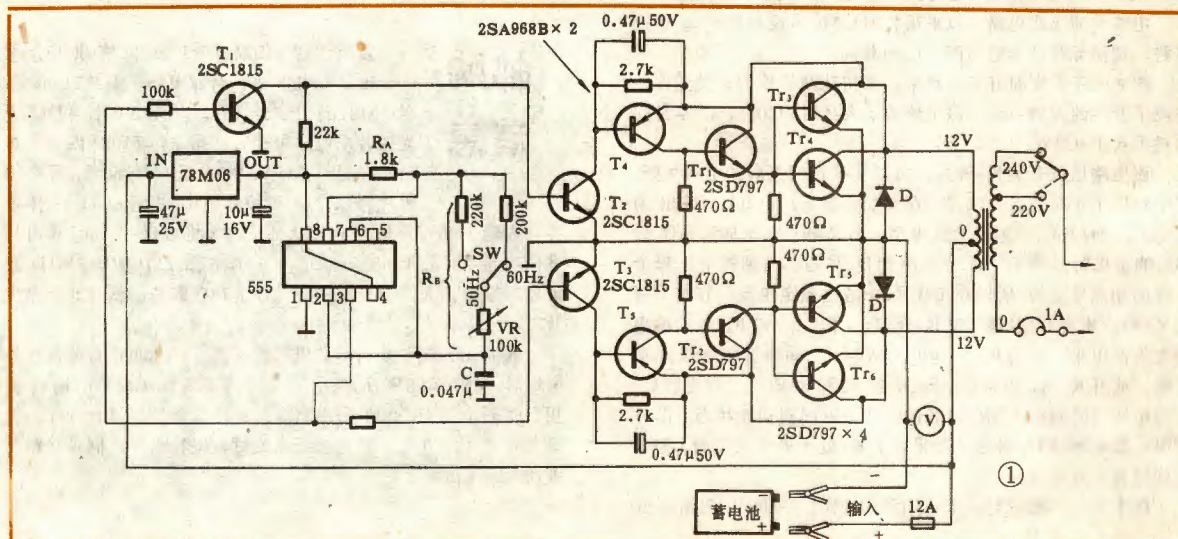 2SA968B×2
0.47μ50V
2.7k
T₁
2SC1815
100k
22k
IN
OUT
78M06
47μ
25V
10μ
16V
R_A
1.8k
8 7 6 5
555
1 2 3 4
R_B
220k
200k
SW
50Hz
60Hz
VR
100k
C
0.047μ
T₂
2SC1815
T₃
2SC1815
T₄
T₅
Tr₁
2SD797
Tr₂
2SD797
Tr₃
Tr₄
Tr₅
Tr₆
470Ω
470Ω
470Ω
470Ω
2.7k
0.47μ50V
2SD797×4
D
D
12V
0
12V
240V
220V
0
1A
V
①
蓄电池
−
+
−
输入
+
12A